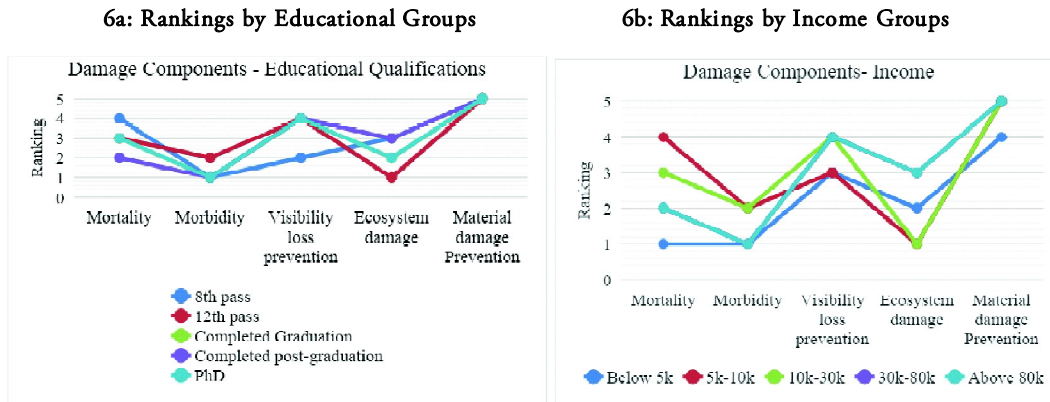 6a: Rankings by Educational Groups
Damage Components - Educational Qualifications
5
4
3
2
1
0
Ranking
Mortality
Morbidity
Visibility
loss
prevention
Ecosystem
damage
Material
damage
Prevention
8th pass
12th pass
Completed Graduation
Completed post-graduation
PhD
6b: Rankings by Income Groups
Damage Components- Income
5
4
3
2
1
0
Ranking
Mortality
Morbidity
Visibility
loss
prevention
Ecosystem
damage
Material
damage
Prevention
Below 5k 5k-10k 10k-30k 30k-80k Above 80k